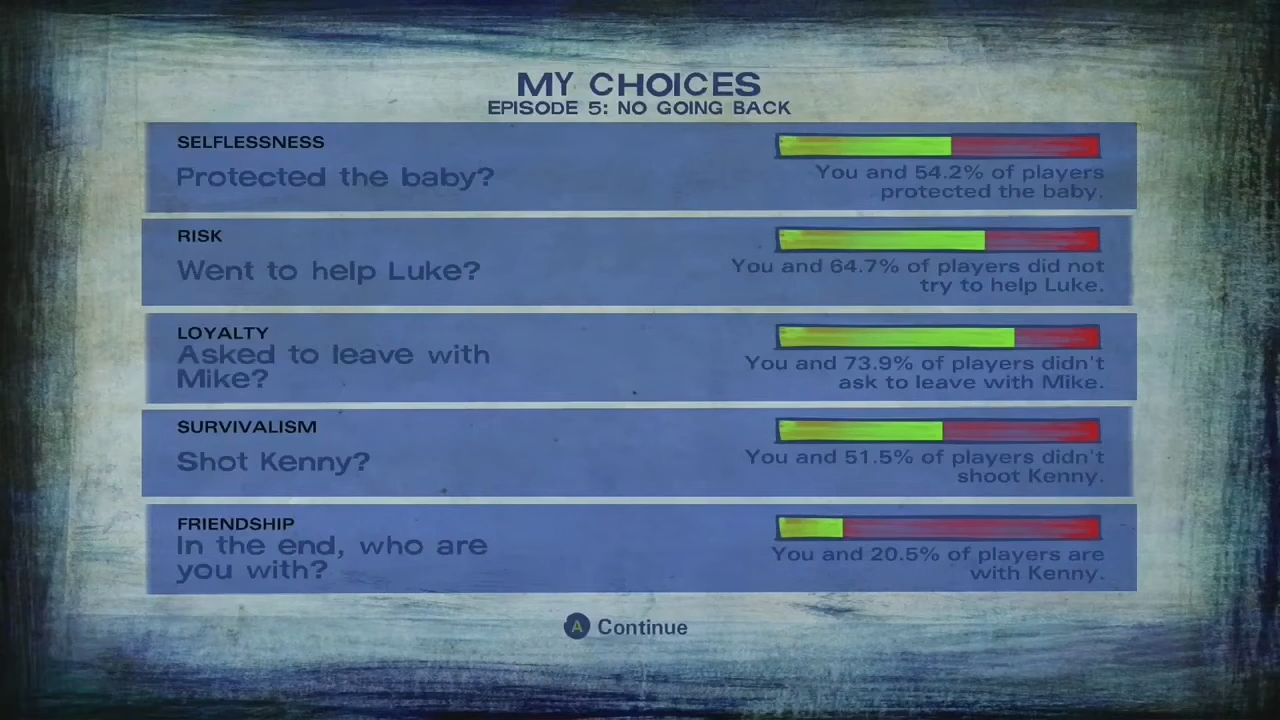 MY CHOICES
EPISODE 5: NO GOING BACK
SELFLESSNESS
Protected the baby?
You and 54.2% of players
protected the baby.
RISK
Went to help Luke?
You and 64.7% of players did not
try to help Luke.
LOYALTY
Asked to leave with
Mike?
You and 73.9% of players didn't
ask to leave with Mike.
SURVIVALISM
Shot Kenny?
You and 51.5% of players didn't
shoot Kenny.
FRIENDSHIP
In the end, who are
you with?
You and 20.5% of players are
with Kenny.
A Continue